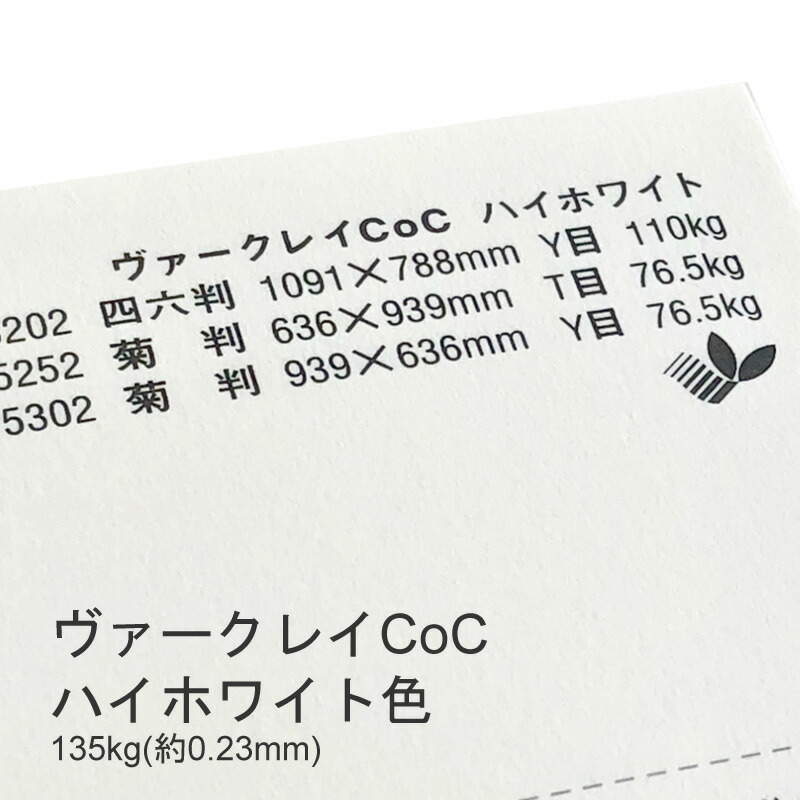 ヴァークレイCoC ハイホワイト
5202 四六判 1091×788mm Y目 110kg
5252 菊 判 636×939mm T目 76.5kg
5302 菊 判 939×636mm Y目 76.5kg
ヴァークレイCoC
ハイホワイト色
135kg(約0.23mm)